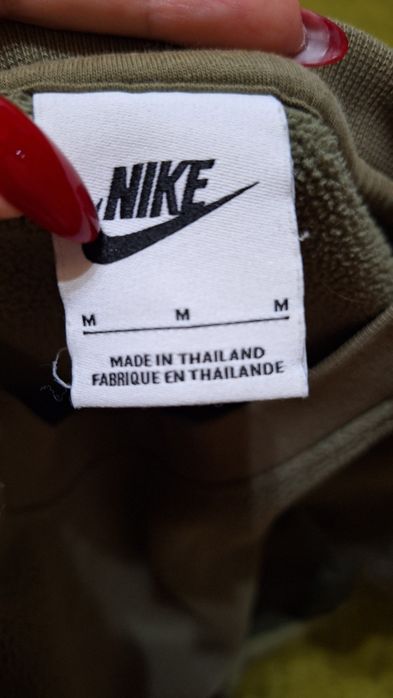 NIKE
M M M
MADE IN THAILAND
FABRIQUE EN THAILANDE